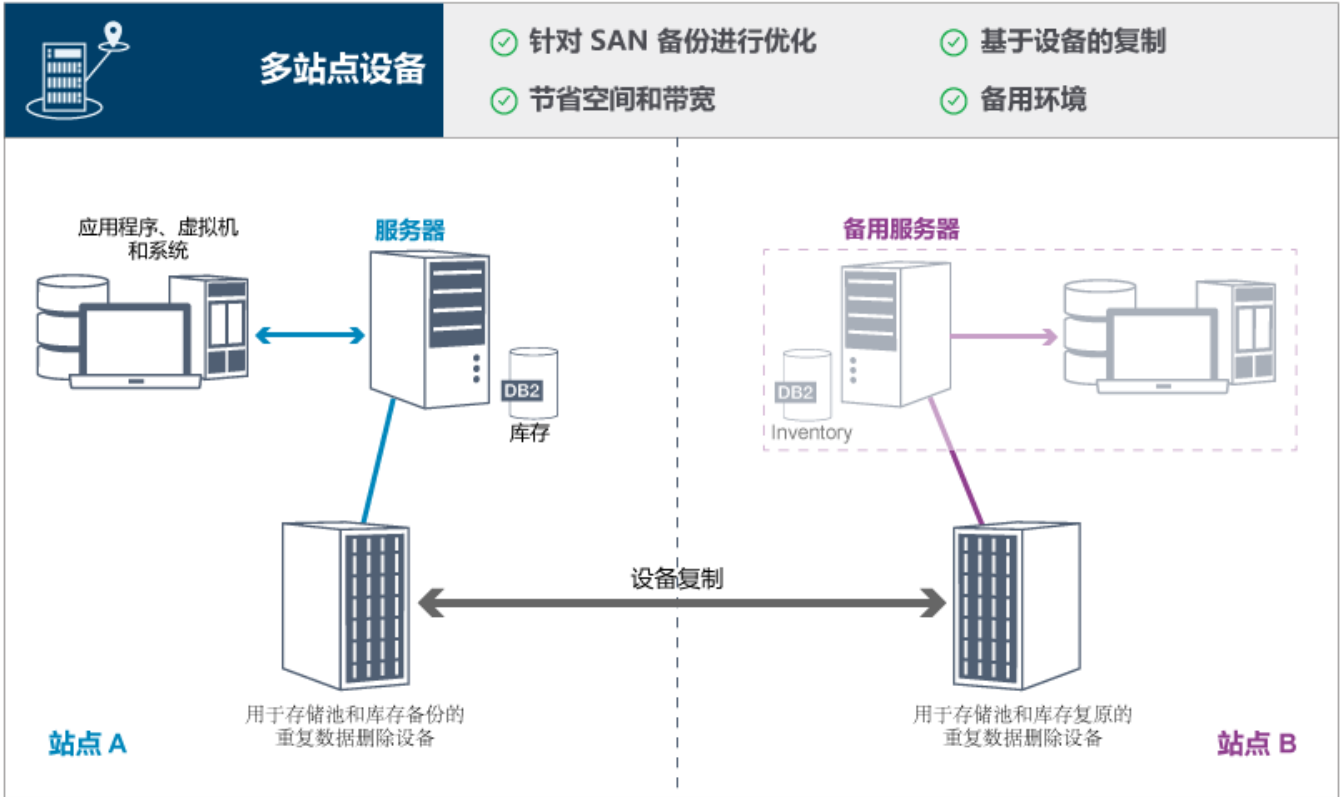 多站点设备
针对 SAN 备份进行优化
基于设备的复制
节省空间和带宽
备用环境
应用程序、虚拟机
和系统
服务器
DB2
库存
备用服务器
DB2
Inventory
设备复制
用于存储池和库存备份的
重复数据删除设备
站点 A
用于存储池和库存复原的
重复数据删除设备
站点 B